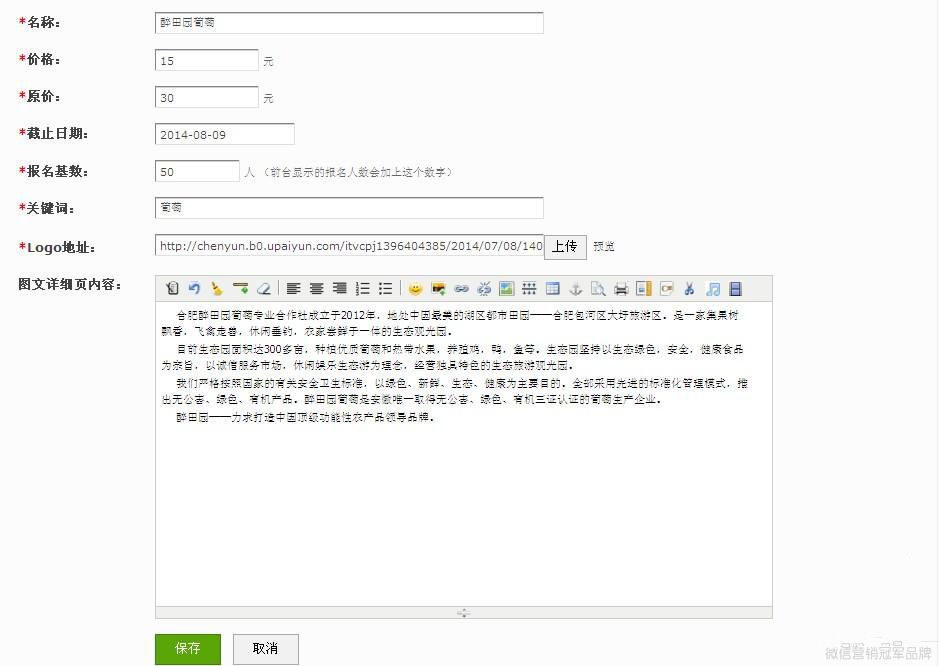 *名称: 醉田园葡萄
*价格: 15 元
*原价: 30 元
*截止日期: 2014-08-09
*报名基数: 50 人 （前台显示的报名人数会加上这个数字）
*关键词: 葡萄
*Logo地址: http://chenyun.b0.upaiyun.com/itvcpj1396404385/2014/07/08/140 上传 预览
图文详细页内容:
合肥醉田园葡萄专业合作社成立于2012年，地处中国最美的湖区都市田园——合肥包河区大圩旅游区。是一家集果树
飘香，飞禽走兽，休闲垂钓，农家尝鲜于一体的生态观光园。
目前生态园面积达300多亩，种植优质葡萄和热带水果，养殖鸡，鸭，鱼等。生态园坚持以生态绿色，安全，健康食品
为宗旨，以诚信服务市场，休闲娱乐生态游为理念，经营独具特色的生态旅游观光园。
我们严格按照国家的有关安全卫生标准，以绿色、新鲜、生态、健康为主要目的。全部采用先进的标准化管理模式，推
出无公害、绿色、有机产品。醉田园葡萄是安徽唯一取得无公害、绿色、有机三证认证的葡萄生产企业。
醉田园——力求打造中国顶级功能性农产品领导品牌。
保存 取消
微信营销冠军品牌